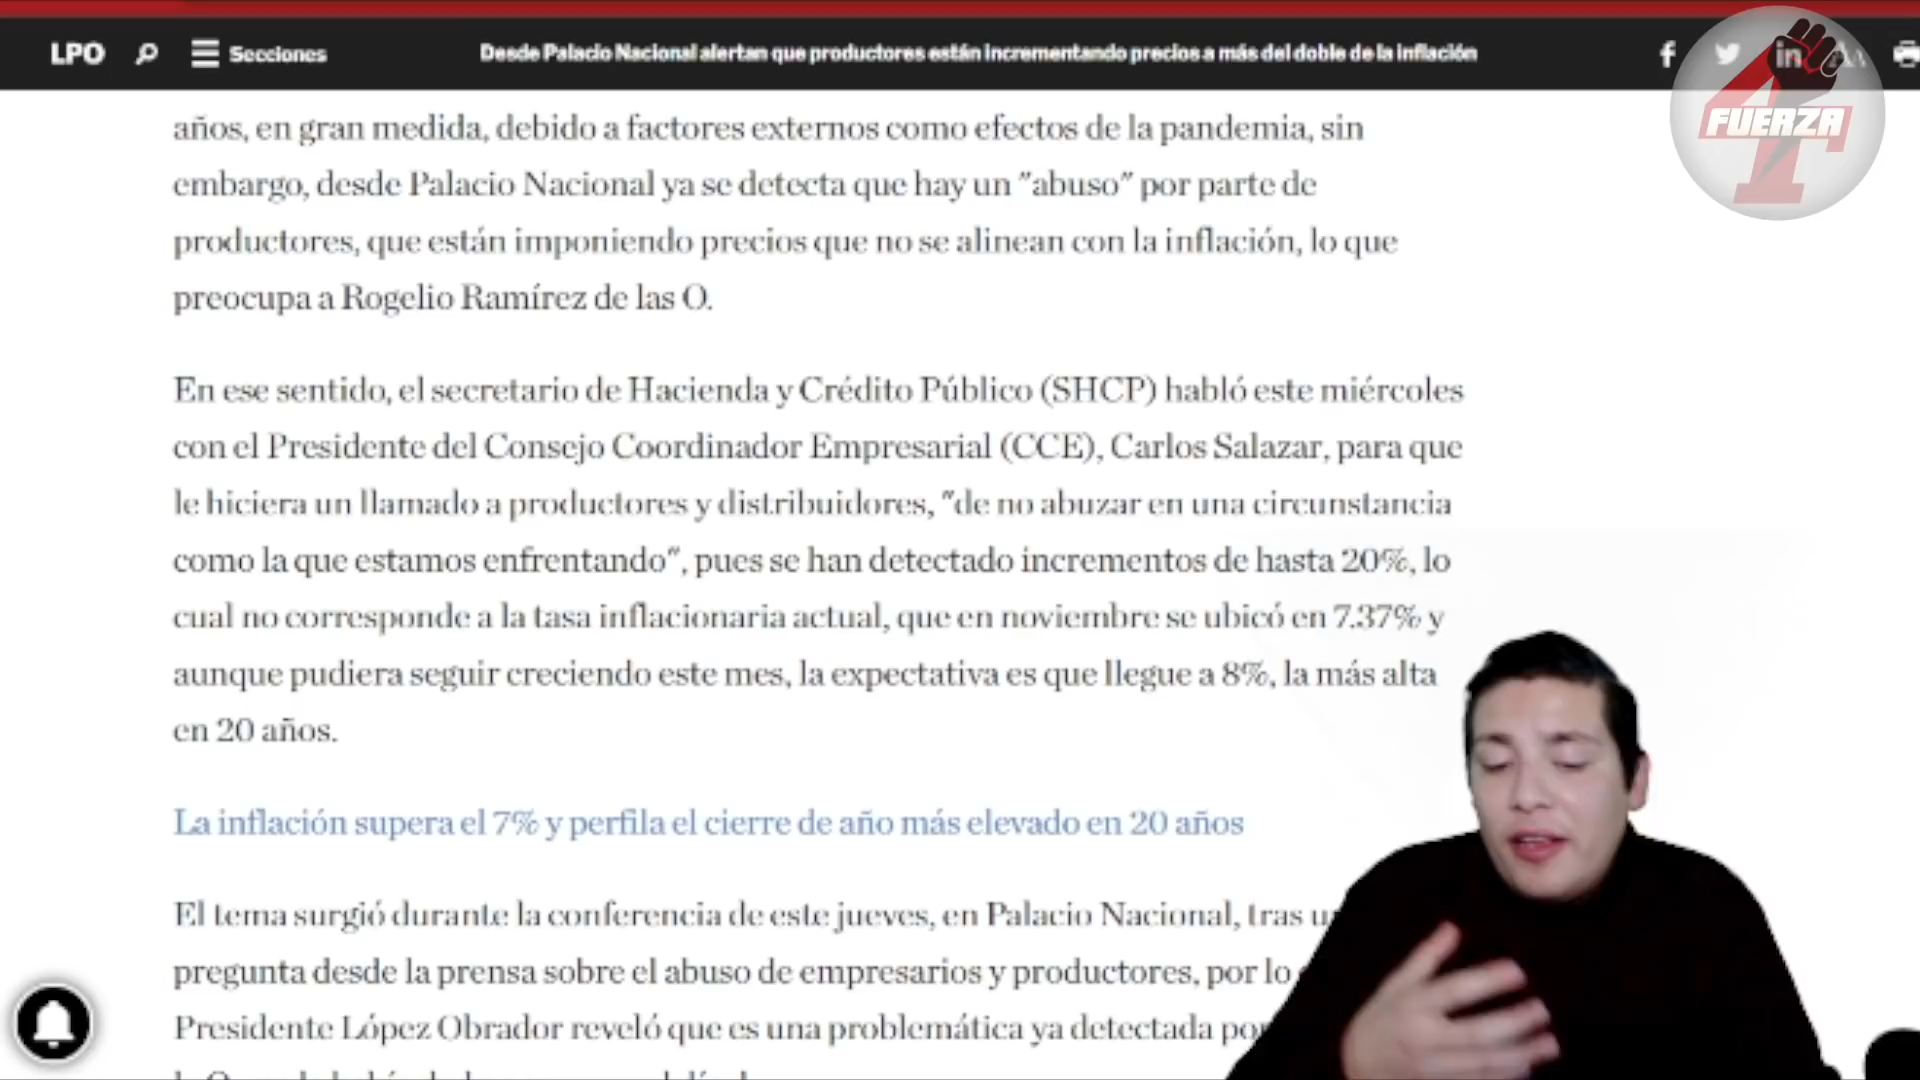 LPO
Secciones
Desde Palacio Nacional alertan que productores están incrementando precios a más del doble de la inflación
FUERZA
4T
años, en gran medida, debido a factores externos como efectos de la pandemia, sin
embargo, desde Palacio Nacional ya se detecta que hay un "abuso" por parte de
productores, que están imponiendo precios que no se alinean con la inflación, lo que
preocupa a Rogelio Ramírez de las O.
En ese sentido, el secretario de Hacienda y Crédito Público (SHCP) habló este miércoles
con el Presidente del Consejo Coordinador Empresarial (CCE), Carlos Salazar, para que
le hiciera un llamado a productores y distribuidores, "de no abuzar en una circunstancia
como la que estamos enfrentando", pues se han detectado incrementos de hasta 20%, lo
cual no corresponde a la tasa inflacionaria actual, que en noviembre se ubicó en 7.37% y
aunque pudiera seguir creciendo este mes, la expectativa es que llegue a 8%, la más alta
en 20 años.
La inflación supera el 7% y perfila el cierre de año más elevado en 20 años
El tema surgió durante la conferencia de este jueves, en Palacio Nacional, tras
pregunta desde la prensa sobre el abuso de empresarios y productores, por lo
Presidente López Obrador reveló que es una problemática ya detectada